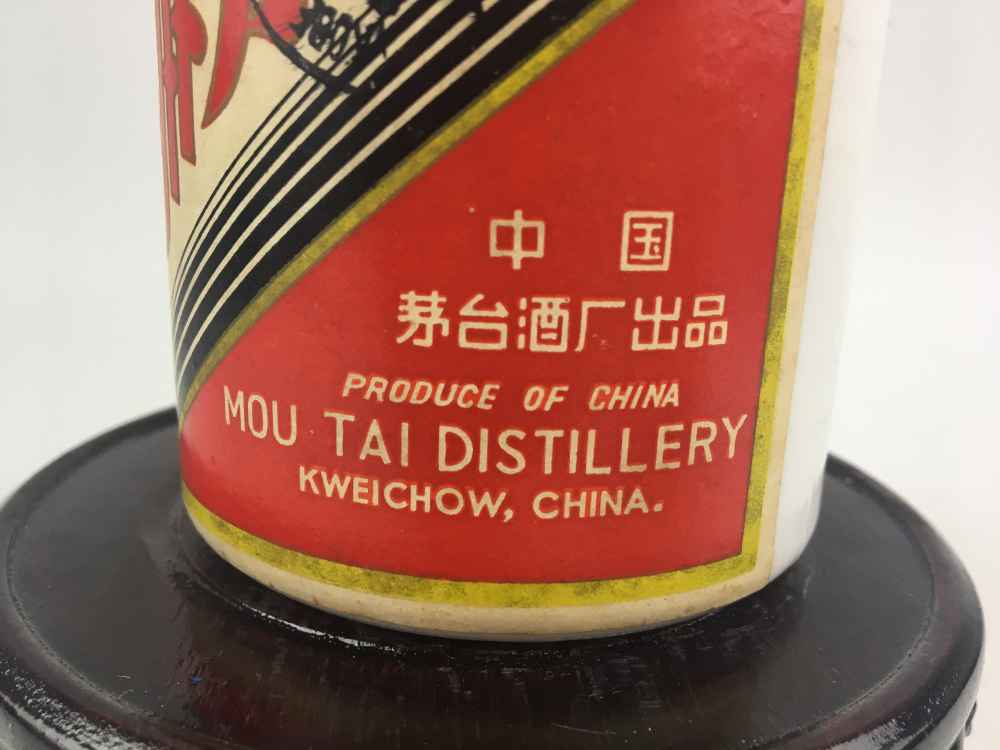 中国
茅台酒厂出品
PRODUCE OF CHINA
MOU TAI DISTILLERY
KWEICHOW, CHINA.